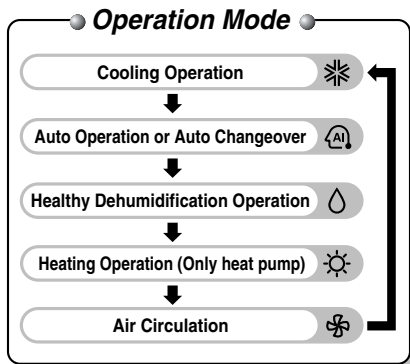 Operation Mode
Cooling Operation
Auto Operation or Auto Changeover
AI
Healthy Dehumidification Operation
Heating Operation (Only heat pump)
Air Circulation